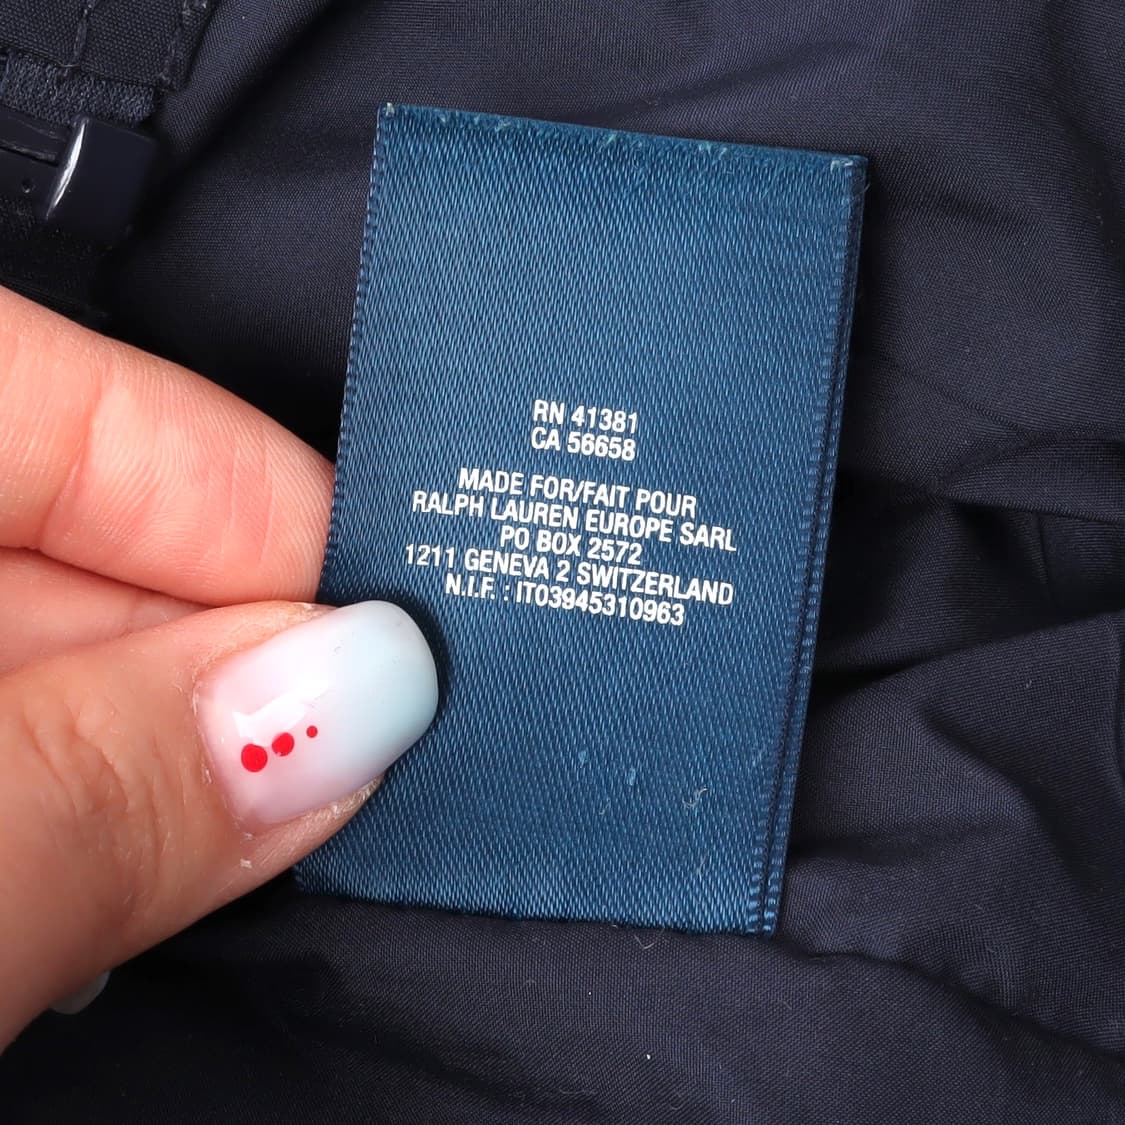 RN 41381
CA 56658
MADE FOR/FAIT POUR
RALPH LAUREN EUROPE SARL
PO BOX 2572
1211 GENEVA 2 SWITZERLAND
N.I.F. : IT03945310963